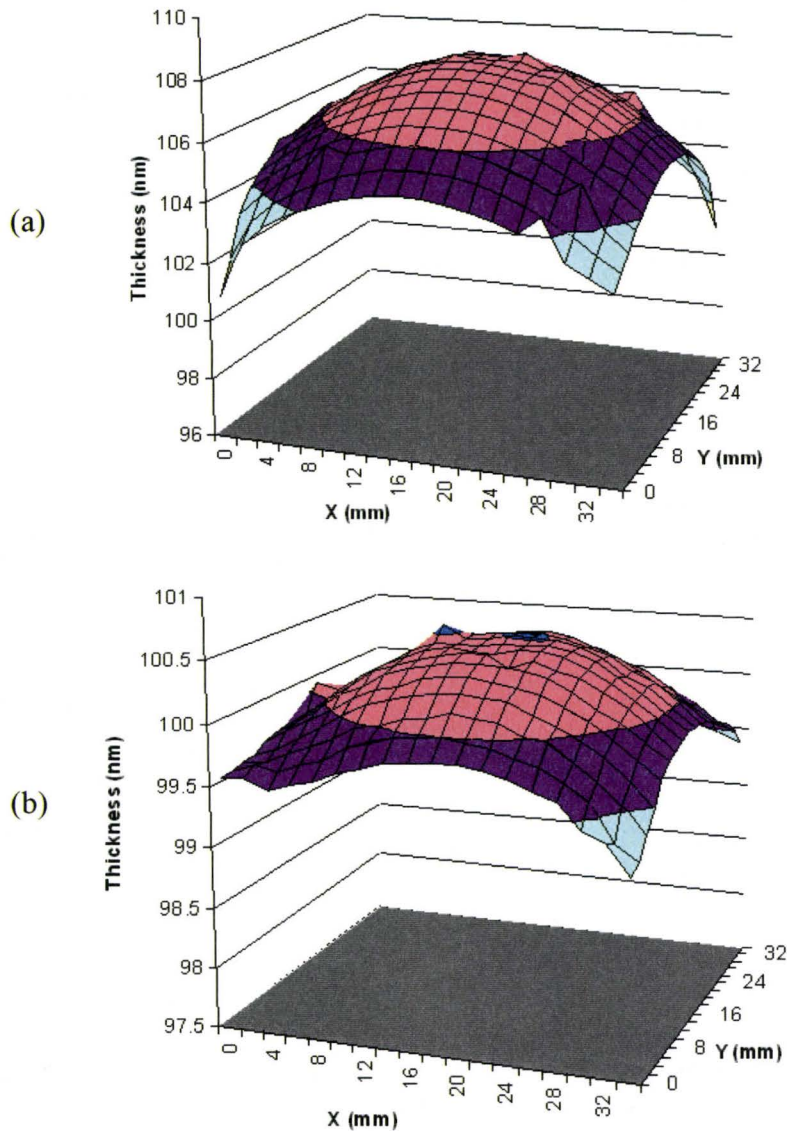 (a)
Thickness (nm)
110
108
106
104
102
100
98
96
0 4 8 12 16 20 24 28 32
X (mm)
0 8 16 24 32
Y (mm)
(b)
Thickness (nm)
101
100.5
100
99.5
99
98.5
98
97.5
0 4 8 12 16 20 24 28 32
X (mm)
0 8 16 24 32
Y (mm)